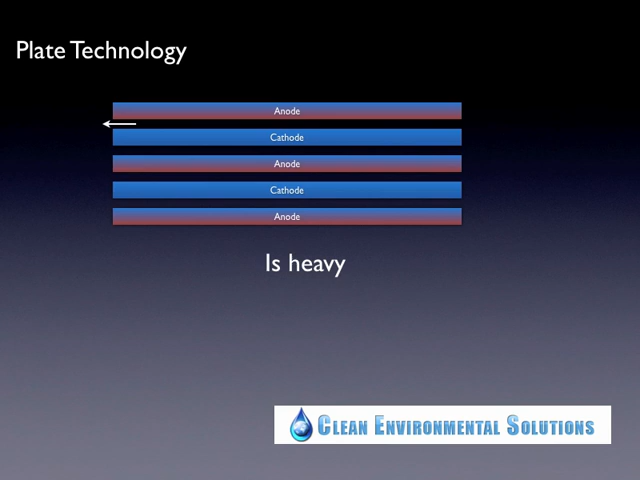 Plate Technology
Anode
Cathode
Anode
Cathode
Anode
Is heavy
CLEAN ENVIRONMENTAL SOLUTIONS